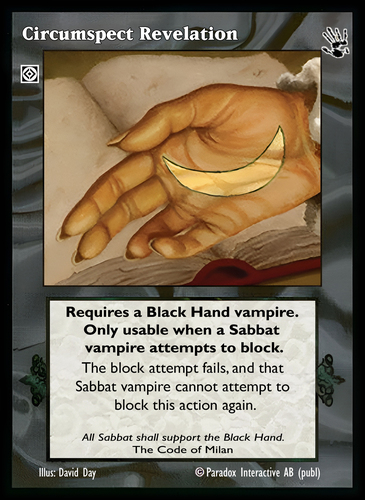 Circumspect Revelation
Requires a Black Hand vampire.
Only usable when a Sabbat
vampire attempts to block.
The block attempt fails, and that
Sabbat vampire cannot attempt to
block this action again.
All Sabbat shall support the Black Hand.
The Code of Milan
Illus: David Day
© Paradox Interactive AB (publ)